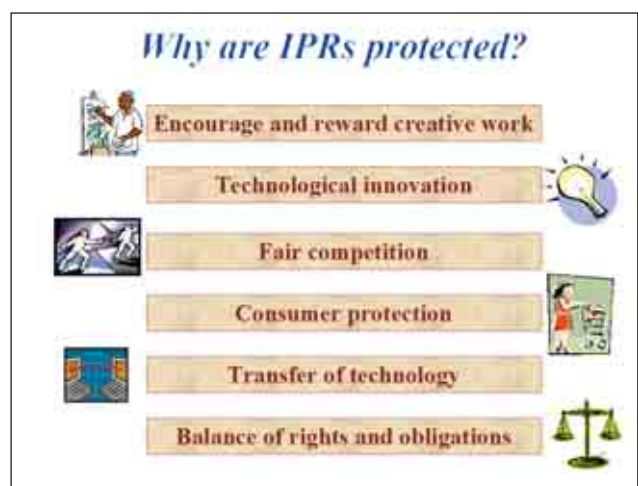 Why are IPRs protected?
Encourage and reward creative work
Technological innovation
Fair competition
Consumer protection
Transfer of technology
Balance of rights and obligations